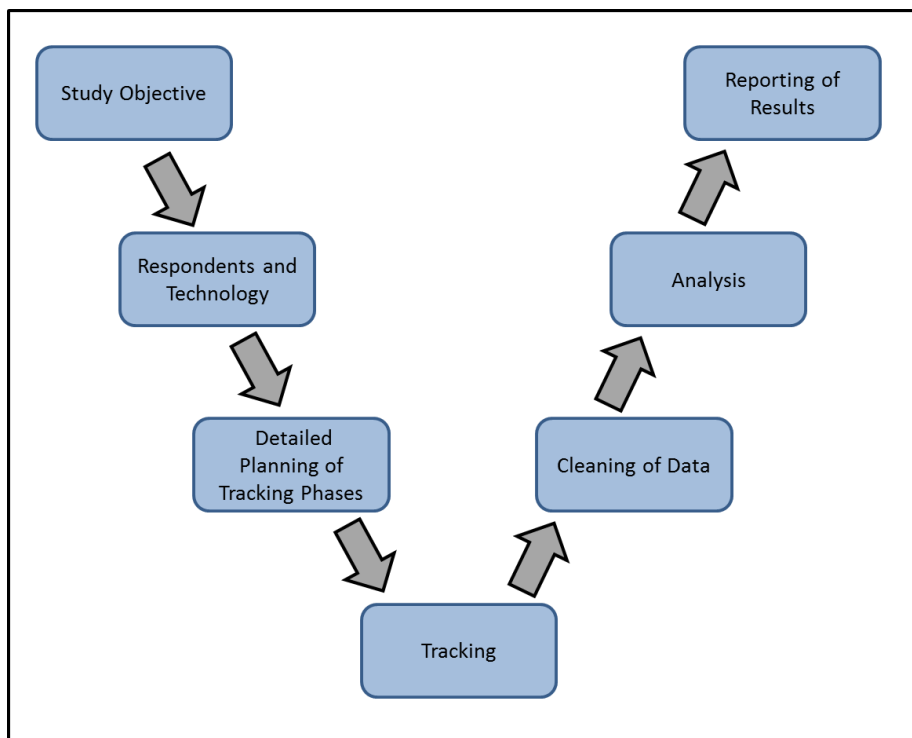 Study Objective
Respondents and
Technology
Detailed
Planning of
Tracking Phases
Tracking
Cleaning of Data
Analysis
Reporting of
Results